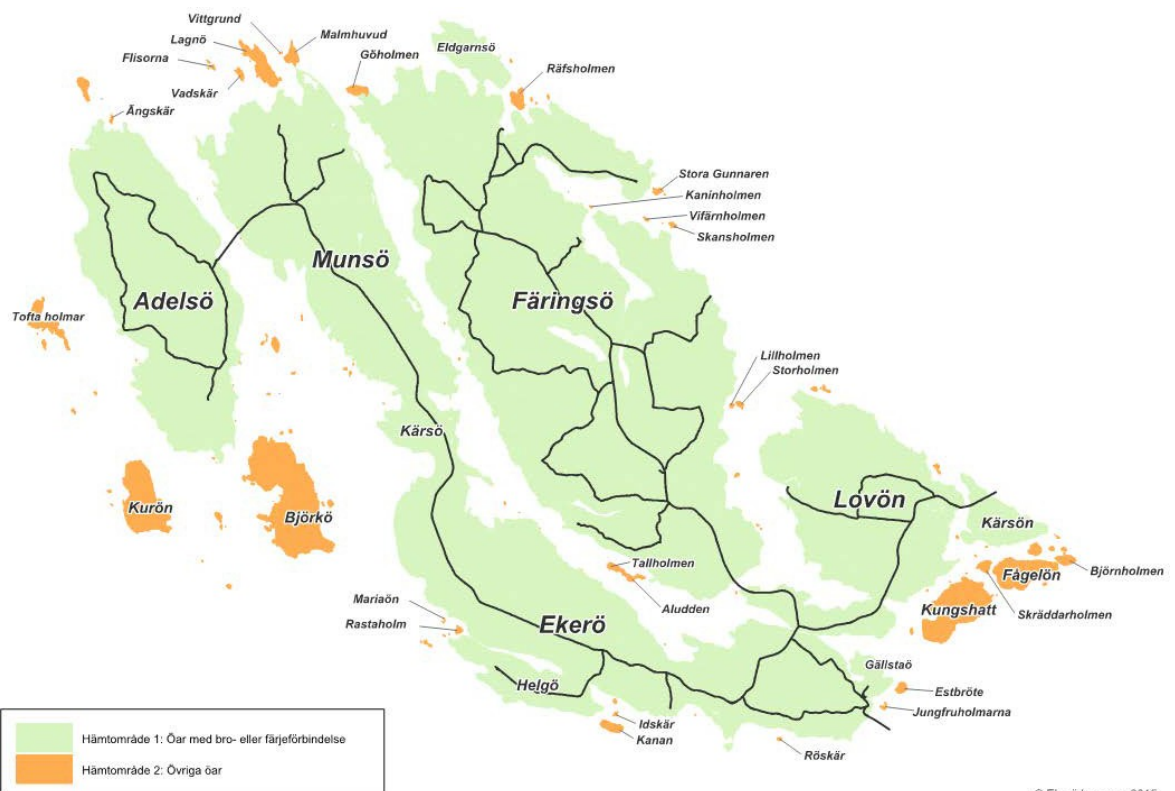 Vittgrund
Lagnö
Malmhuvud
Flisorna
Göholmen
Eldgarnsö
Räfsholmen
Vadskär
Ängskär
Stora Gunnaren
Kaninholmen
Vifärnholmen
Skansholmen
Munsö
Adelsö
Färingsö
Tofta holmar
Lillholmen
Storholmen
Kärsö
Kurön
Björkö
Lovön
Kärsön
Tallholmen
Fågelön
Björnholmen
Aludden
Kungshatt
Skräddarholmen
Mariaön
Rastaholm
Ekerö
Gällstaö
Helgö
Estbröte
Jungfruholmarna
Idskär
Kanan
Röskär
Hämtområde 1: Öar med bro- eller färjeförbindelse
Hämtområde 2: Övriga öar